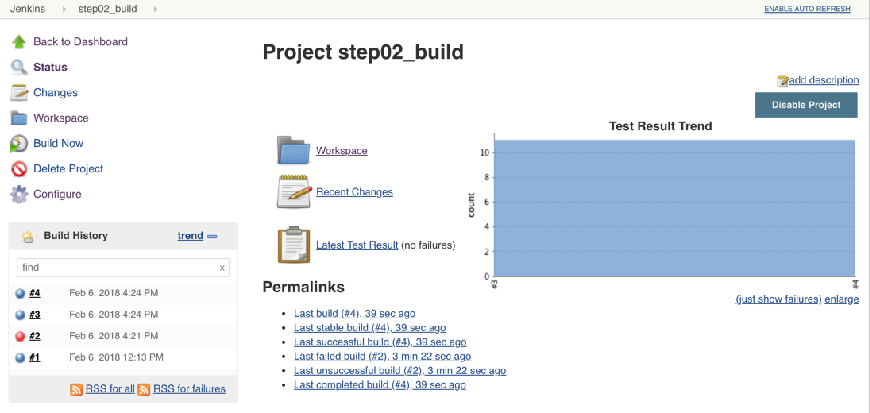 Jenkins step02_build
ENABLE AUTO REFRESH
Back to Dashboard
Status
Changes
Workspace
Build Now
Delete Project
Configure
Build History trend
find x
#4 Feb 6, 2018 4:24 PM
#3 Feb 6, 2018 4:24 PM
#2 Feb 6, 2018 4:21 PM
#1 Feb 6, 2018 12:13 PM
RSS for all RSS for failures
Project step02_build
add description
Disable Project
Workspace
Recent Changes
Latest Test Result (no failures)
Test Result Trend
count
10
8
6
4
2
0
#3
#4
(just show failures) enlarge
Permalinks
Last build (#4), 39 sec ago
Last stable build (#4), 39 sec ago
Last successful build (#4), 39 sec ago
Last failed build (#2), 3 min 22 sec ago
Last unsuccessful build (#2), 3 min 22 sec ago
Last completed build (#4), 39 sec ago